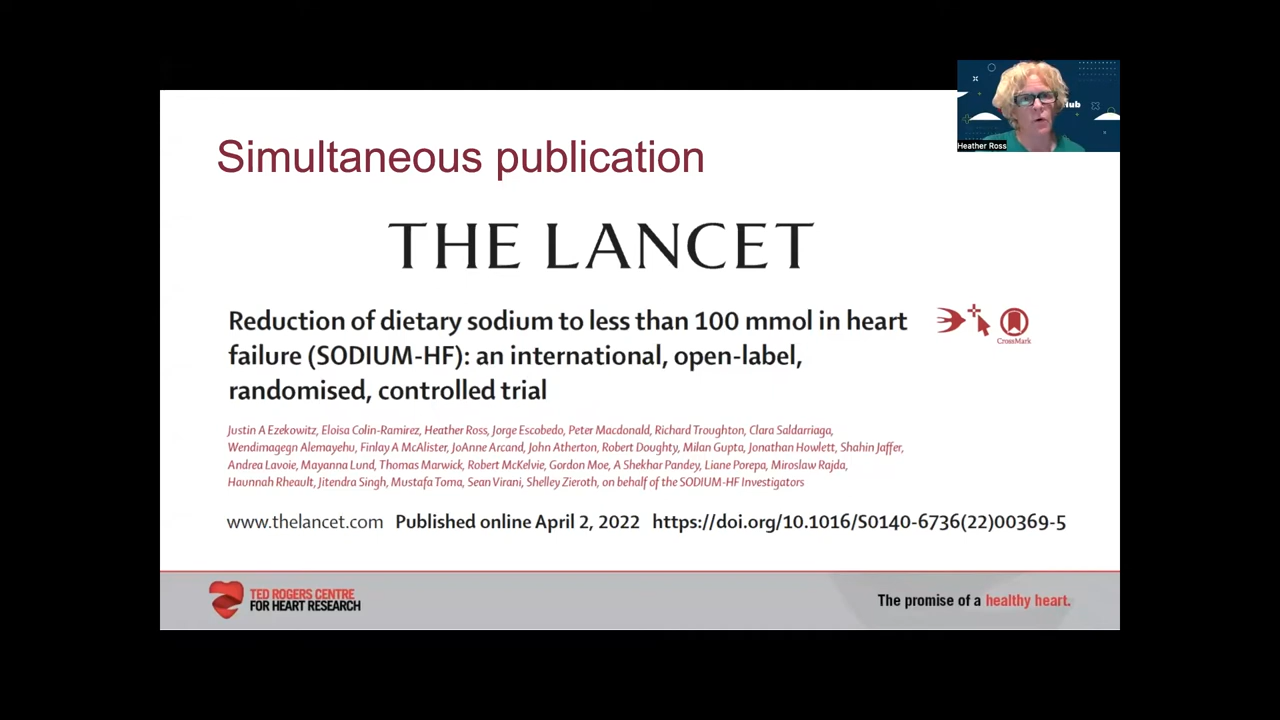 Hub
Heather Ross
Simultaneous publication
THE LANCET
Reduction of dietary sodium to less than 100 mmol in heart
failure (SODIUM-HF): an international, open-label,
randomised, controlled trial
CrossMark
Justin A Ezekowitz, Eloisa Colin-Ramirez, Heather Ross, Jorge Escobedo, Peter Macdonald, Richard Troughton, Clara Saldarriaga,
Wendimagegn Alemayehu, Finlay A McAlister, JoAnne Arcand, John Atherton, Robert Doughty, Milan Gupta, Jonathan Howlett, Shahin Jaffer,
Andrea Lavoie, Mayanna Lund, Thomas Marwick, Robert McKelvie, Gordon Moe, A Shekhar Pandey, Liane Porepa, Miroslaw Rajda,
Haunnah Rheault, Jitendra Singh, Mustafa Toma, Sean Virani, Shelley Zieroth, on behalf of the SODIUM-HF Investigators
www.thelancet.com Published online April 2, 2022 https://doi.org/10.1016/S0140-6736(22)00369-5
TED ROGERS CENTRE
FOR HEART RESEARCH
The promise of a healthy heart.